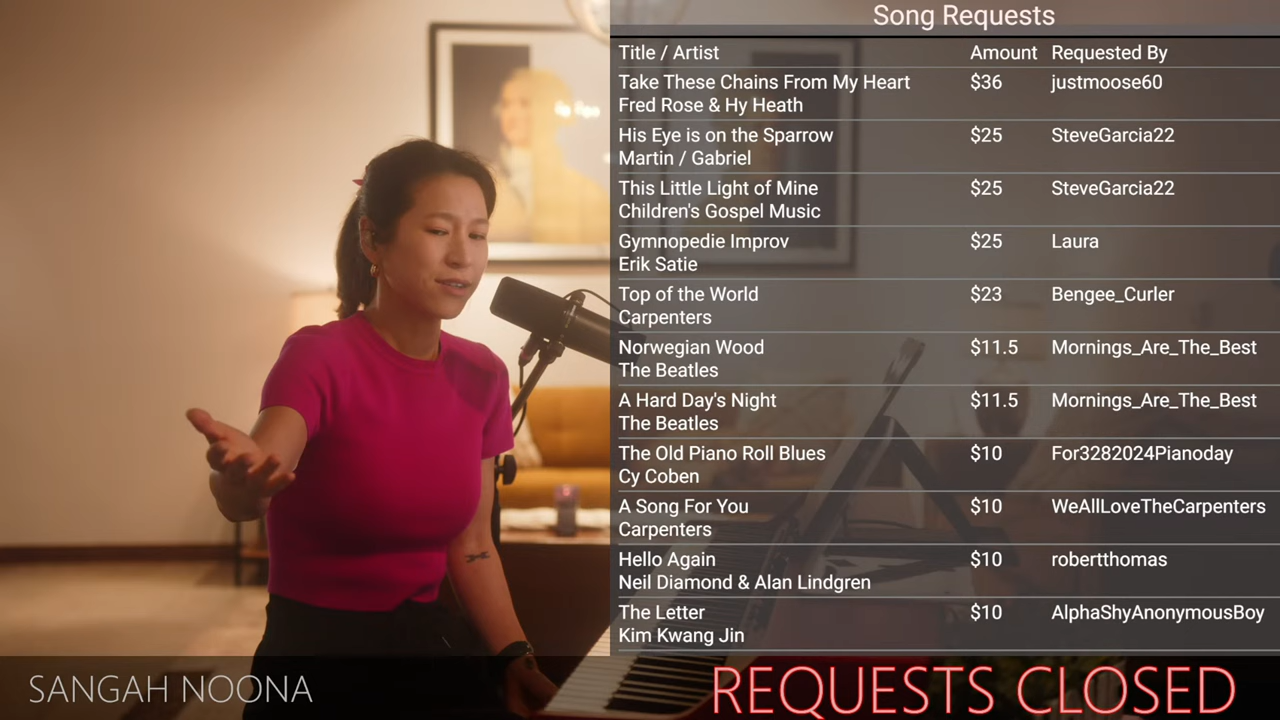 Song Requests
Title / Artist Amount Requested By
Take These Chains From My Heart $36 justmoose60
Fred Rose & Hy Heath
His Eye is on the Sparrow $25 SteveGarcia22
Martin / Gabriel
This Little Light of Mine $25 SteveGarcia22
Children's Gospel Music
Gymnopedie Improv $25 Laura
Erik Satie
Top of the World $23 Bengee_Curler
Carpenters
Norwegian Wood $11.5 Mornings_Are_The_Best
The Beatles
A Hard Day's Night $11.5 Mornings_Are_The_Best
The Beatles
The Old Piano Roll Blues $10 For3282024Pianoday
Cy Coben
A Song For You $10 WeAllLoveTheCarpenters
Carpenters
Hello Again $10 robertthomas
Neil Diamond & Alan Lindgren
The Letter $10 AlphaShyAnonymousBoy
Kim Kwang Jin
SANGAH NOONA
REQUESTS CLOSED